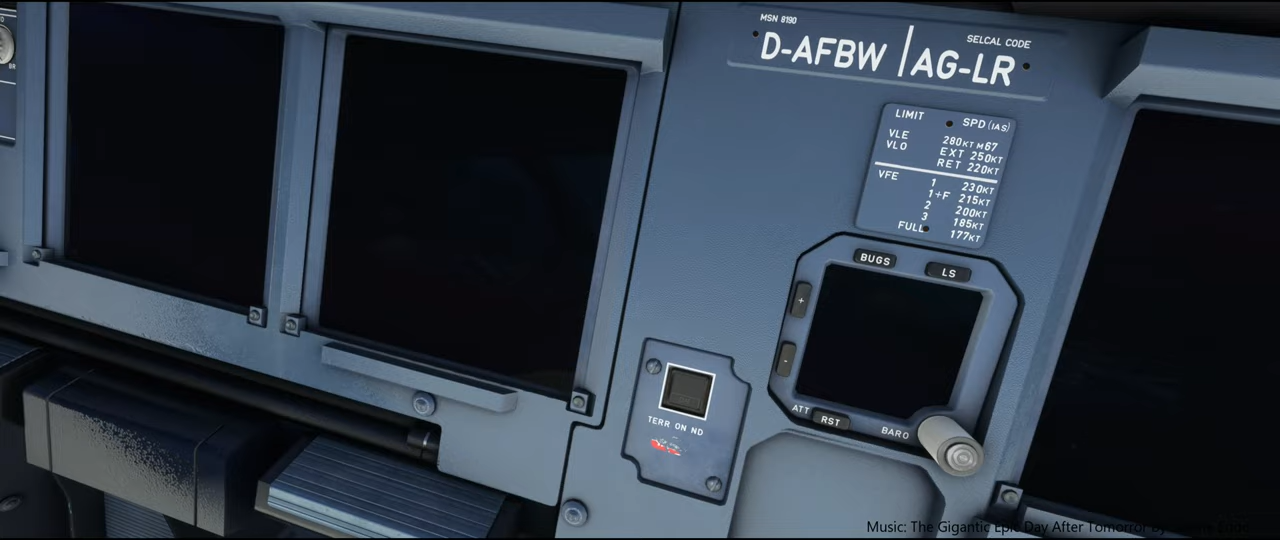 MSN 8190
D-AFBW
SELCAL CODE
AG-LR
LIMIT SPD (IAS)
VLE 280KT M67
VLO EXT 250KT
RET 220KT
VFE 1 230KT
1+F 215KT
2 200KT
3 185KT
FULL 177KT
BUGS
LS
+
-
ATT
RST
BARO
TERR ON ND
Music: The Gigantic Epic Day After Tomorror By